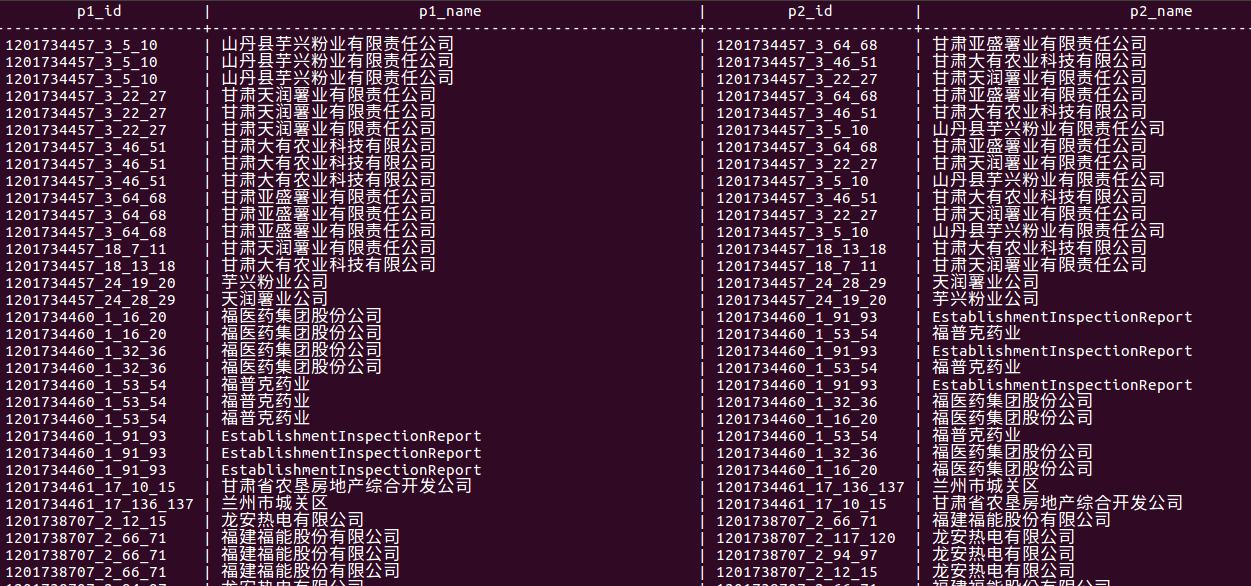 p1_id | p1_name | p2_id | p2_name
1201734457_3_5_10 | 山丹县芋兴粉业有限责任公司 | 1201734457_3_64_68 | 甘肃亚盛薯业有限责任公司
1201734457_3_5_10 | 山丹县芋兴粉业有限责任公司 | 1201734457_3_46_51 | 甘肃大有农业科技有限公司
1201734457_3_5_10 | 山丹县芋兴粉业有限责任公司 | 1201734457_3_22_27 | 甘肃天润薯业有限责任公司
1201734457_3_22_27 | 甘肃天润薯业有限责任公司 | 1201734457_3_64_68 | 甘肃亚盛薯业有限责任公司
1201734457_3_22_27 | 甘肃天润薯业有限责任公司 | 1201734457_3_46_51 | 甘肃大有农业科技有限公司
1201734457_3_22_27 | 甘肃天润薯业有限责任公司 | 1201734457_3_5_10 | 山丹县芋兴粉业有限责任公司
1201734457_3_46_51 | 甘肃大有农业科技有限公司 | 1201734457_3_64_68 | 甘肃亚盛薯业有限责任公司
1201734457_3_46_51 | 甘肃大有农业科技有限公司 | 1201734457_3_22_27 | 甘肃天润薯业有限责任公司
1201734457_3_46_51 | 甘肃大有农业科技有限公司 | 1201734457_3_5_10 | 山丹县芋兴粉业有限责任公司
1201734457_3_64_68 | 甘肃亚盛薯业有限责任公司 | 1201734457_3_46_51 | 甘肃大有农业科技有限公司
1201734457_3_64_68 | 甘肃亚盛薯业有限责任公司 | 1201734457_3_22_27 | 甘肃天润薯业有限责任公司
1201734457_3_64_68 | 甘肃亚盛薯业有限责任公司 | 1201734457_3_5_10 | 山丹县芋兴粉业有限责任公司
1201734457_18_7_11 | 甘肃天润薯业有限责任公司 | 1201734457_18_13_18 | 甘肃大有农业科技有限公司
1201734457_18_13_18 | 甘肃大有农业科技有限公司 | 1201734457_18_7_11 | 甘肃天润薯业有限责任公司
1201734457_24_19_20 | 芋兴粉业公司 | 1201734457_24_28_29 | 天润薯业公司
1201734457_24_28_29 | 天润薯业公司 | 1201734457_24_19_20 | 芋兴粉业公司
1201734460_1_16_20 | 福医药集团股份公司 | 1201734460_1_91_93 | EstablishmentInspectionReport
1201734460_1_16_20 | 福医药集团股份公司 | 1201734460_1_53_54 | 福普克药业
1201734460_1_32_36 | 福医药集团股份公司 | 1201734460_1_91_93 | EstablishmentInspectionReport
1201734460_1_32_36 | 福医药集团股份公司 | 1201734460_1_53_54 | 福普克药业
1201734460_1_53_54 | 福普克药业 | 1201734460_1_91_93 | EstablishmentInspectionReport
1201734460_1_53_54 | 福普克药业 | 1201734460_1_32_36 | 福医药集团股份公司
1201734460_1_53_54 | 福普克药业 | 1201734460_1_16_20 | 福医药集团股份公司
1201734460_1_91_93 | EstablishmentInspectionReport | 1201734460_1_53_54 | 福普克药业
1201734460_1_91_93 | EstablishmentInspectionReport | 1201734460_1_32_36 | 福医药集团股份公司
1201734460_1_91_93 | EstablishmentInspectionReport | 1201734460_1_16_20 | 福医药集团股份公司
1201734461_17_10_15 | 甘肃省农垦房地产综合开发公司 | 1201734461_17_136_137 | 兰州市城关区
1201734461_17_136_137 | 兰州市城关区 | 1201734461_17_10_15 | 甘肃省农垦房地产综合开发公司
1201738707_2_12_15 | 龙安热电有限公司 | 1201738707_2_66_71 | 福建福能股份有限公司
1201738707_2_66_71 | 福建福能股份有限公司 | 1201738707_2_117_120 | 龙安热电有限公司
1201738707_2_66_71 | 福建福能股份有限公司 | 1201738707_2_94_97 | 龙安热电有限公司
1201738707_2_66_71 | 福建福能股份有限公司 | 1201738707_2_12_15 | 龙安热电有限公司